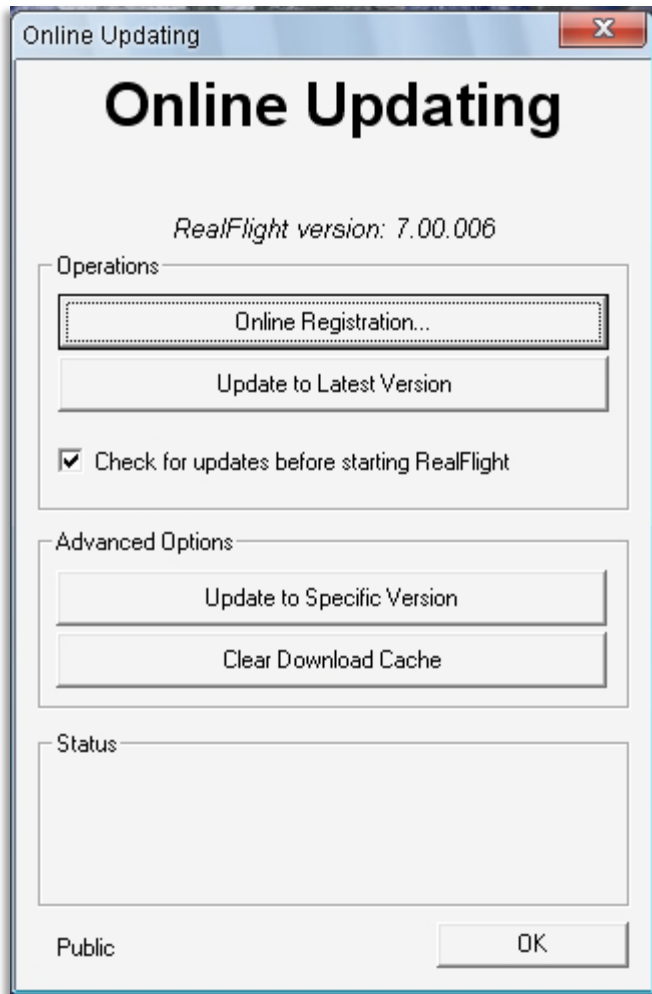 Online Updating
Online Updating
RealFlight version: 7.00.006
Operations
Online Registration...
Update to Latest Version
Check for updates before starting RealFlight
Advanced Options
Update to Specific Version
Clear Download Cache
Status
Public
OK